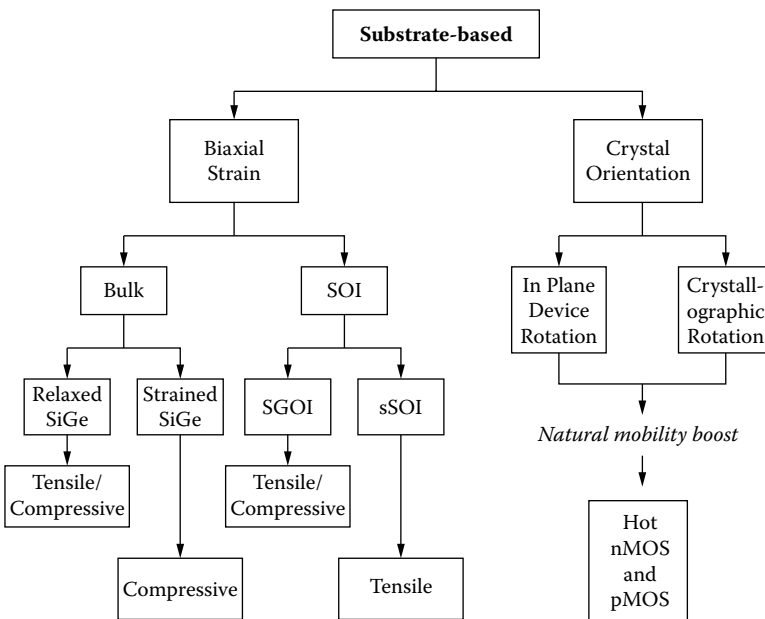 Substrate-based
Biaxial
Strain
Crystal
Orientation
Bulk
SOI
In Plane
Device
Rotation
Crystall-
ographic
Rotation
Relaxed
SiGe
Strained
SiGe
SGOI
sSOI
Natural mobility boost
Tensile/
Compressive
Tensile/
Compressive
Hot
nMOS
and
pMOS
Compressive
Tensile